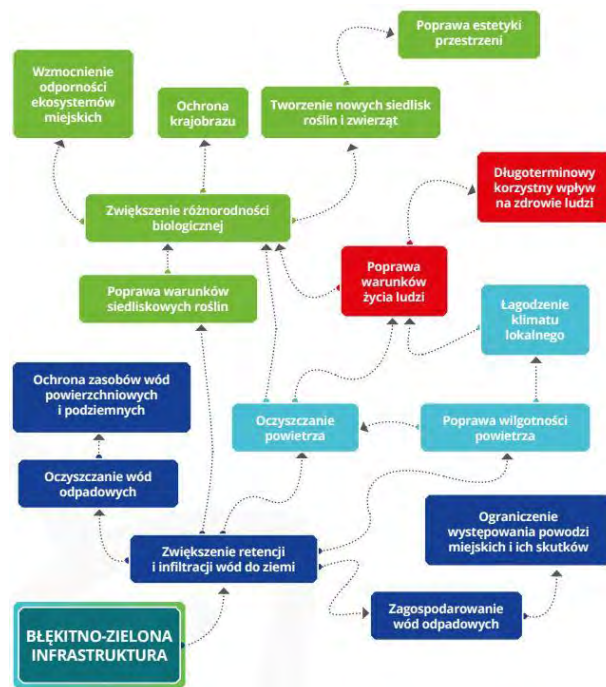 Poprawa estetyki
przestrzeni
Wzmocnienie
odporności
ekosystemów
miejskich
Ochrona
krajobrazu
Tworzenie nowych siedlisk
roślin i zwierząt
Długoterminowy
korzystny wpływ
na zdrowie ludzi
Zwiększenie różnorodności
biologicznej
Poprawa
warunków
życia ludzi
Poprawa warunków
siedliskowych roślin
Łagodzenie
klimatu
lokalnego
Ochrona zasobów wód
powierzchniowych
i podziemnych
Oczyszczanie
powietrza
Poprawa wilgotności
powietrza
Oczyszczanie wód
odpadowych
Ograniczenie
występowania powodzi
miejskich i ich skutków
Zwiększenie retencji
i infiltracji wód do ziemi
Zagospodarowanie
wód odpadowych
BŁĘKITNO-ZIELONA
INFRASTRUKTURA